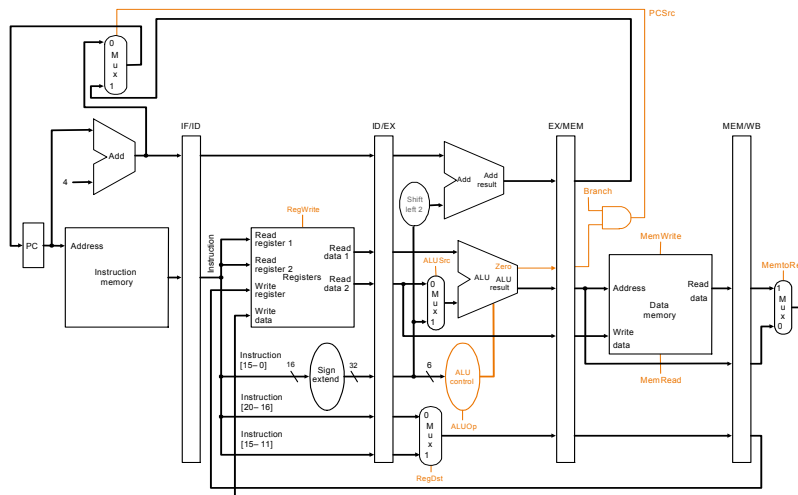 PCSrc
0
M
u
x
1
IF/ID
ID/EX
EX/MEM
MEM/WB
Add
4
Add
Add
result
Shift
left 2
Branch
RegWrite
PC
Address
Instruction
memory
Instruction
Read
register 1
Read
register 2
Write
register
Write
data
Registers
Read
data 1
Read
data 2
ALUSrc
0
M
u
x
1
Zero
ALU
ALU
result
MemWrite
Address
Read
data
Data
memory
Write
data
MemRead
MemtoRe
1
M
u
x
0
Instruction
[15–0]
16
Sign
extend
32
6
ALU
control
ALUOp
Instruction
[20–16]
Instruction
[15–11]
0
M
u
x
1
RegDst